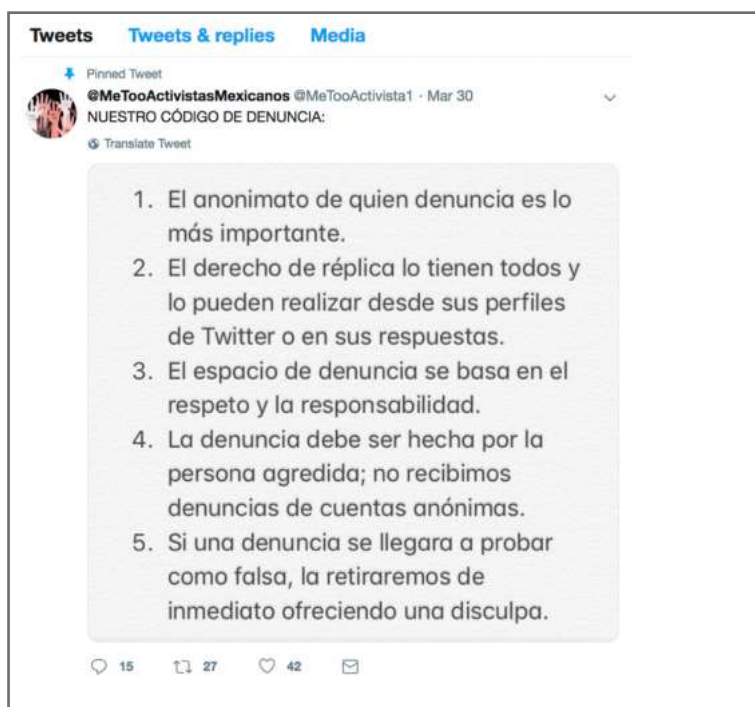 Tweets Tweets & replies Media
Pinned Tweet
@MeTooActivistasMexicanos @MeTooActivista1 · Mar 30
NUESTRO CÓDIGO DE DENUNCIA:
Translate Tweet
1. El anonimato de quien denuncia es lo
más importante.
2. El derecho de réplica lo tienen todos y
lo pueden realizar desde sus perfiles
de Twitter o en sus respuestas.
3. El espacio de denuncia se basa en el
respeto y la responsabilidad.
4. La denuncia debe ser hecha por la
persona agredida; no recibimos
denuncias de cuentas anónimas.
5. Si una denuncia se llegara a probar
como falsa, la retiraremos de
inmediato ofreciendo una disculpa.
15 27 42